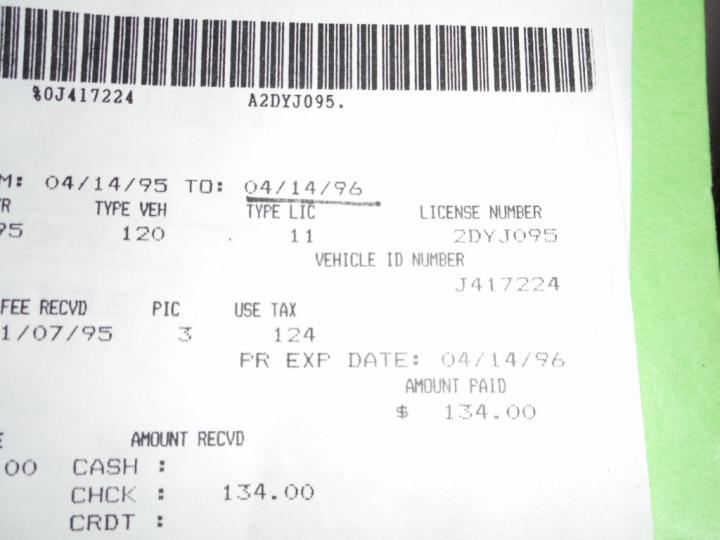 %0J417224 A2DYJ095.
M: 04/14/95 TO: 04/14/96
R TYPE VEH TYPE LIC LICENSE NUMBER
95 120 11 2DYJ095
VEHICLE ID NUMBER
J417224
FEE RECVD PIC USE TAX
1/07/95 3 124
PR EXP DATE: 04/14/96
AMOUNT PAID
$ 134.00
AMOUNT RECVD
00 CASH :
CHCK : 134.00
CRDT :